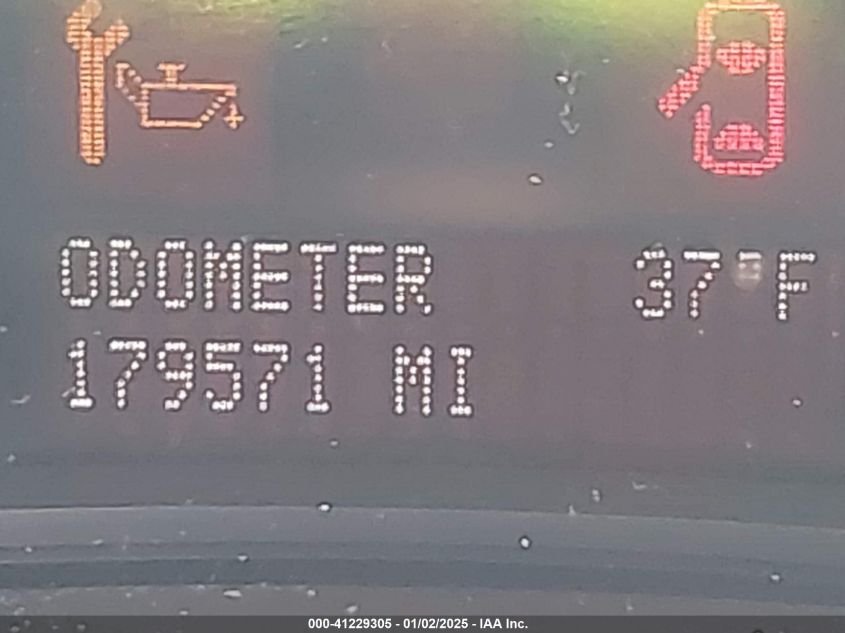 ODOMETER 37°F
179571 MI
000-41229305 - 01/02/2025 - IAA Inc.